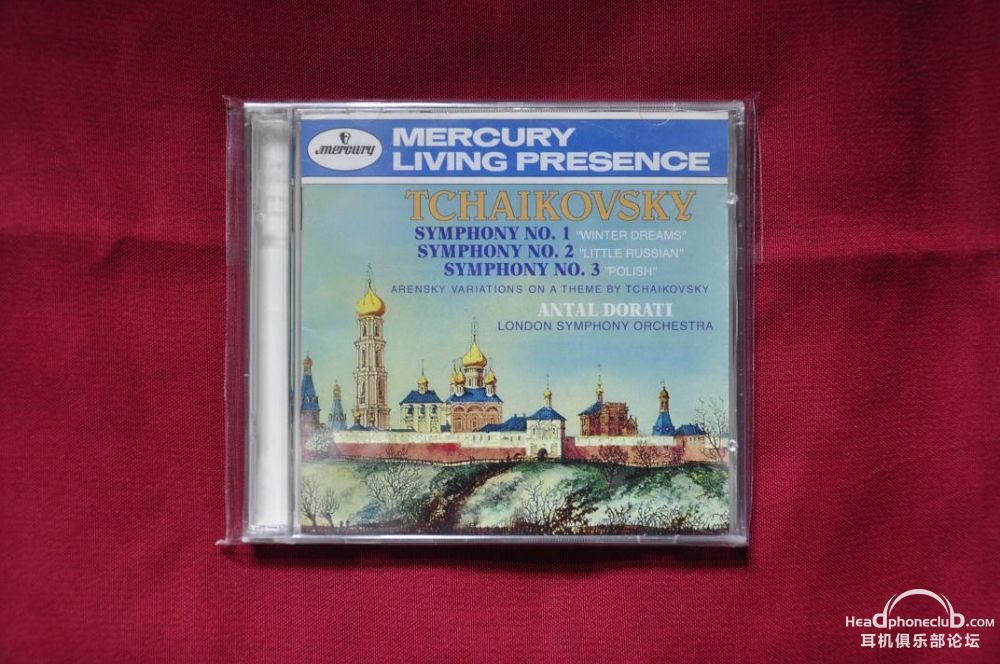 mercury
MERCURY
LIVING PRESENCE
TCHAIKOVSKY
SYMPHONY NO. 1 "WINTER DREAMS"
SYMPHONY NO. 2 "LITTLE RUSSIAN"
SYMPHONY NO. 3 "POLISH"
ARENSKY VARIATIONS ON A THEME BY TCHAIKOVSKY
ANTAL DORATI
LONDON SYMPHONY ORCHESTRA
HeadphoneclubD.com
耳机俱乐部论坛